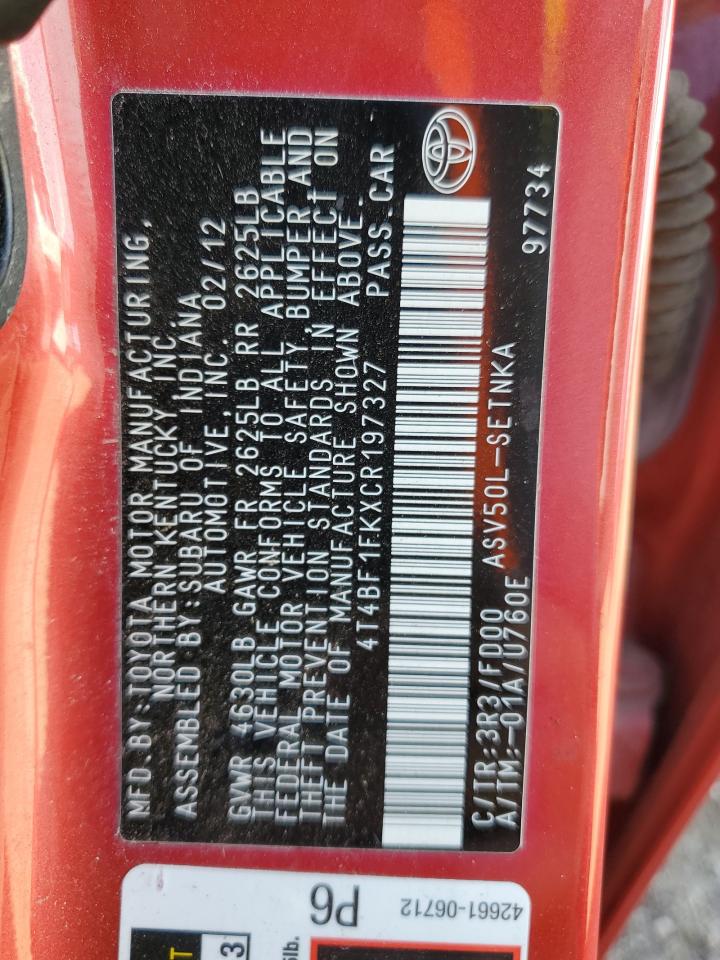 MFD.BY:TOYOTA MOTOR MANUFACTURING,
NORTHERN KENTUCKY INC.
ASSEMBLED BY:SUBARU OF INDIANA
AUTOMOTIVE,INC. 02/12
GVWR 4630LB GAWR FR 2625LB RR 2625LB
THIS VEHICLE CONFORMS TO ALL APPLICABLE
FEDERAL MOTOR VEHICLE SAFETY,BUMPER AND
THEFT PREVENTION STANDARDS IN EFFECT ON
THE DATE OF MANUFACTURE SHOWN ABOVE.
4T4BF1FKXCR197327 PASS.CAR
C/TR:3R3/FD00 ASV50L-SETNKA
A/TM:-01A/U760E 97734
P6
42661-06712
3